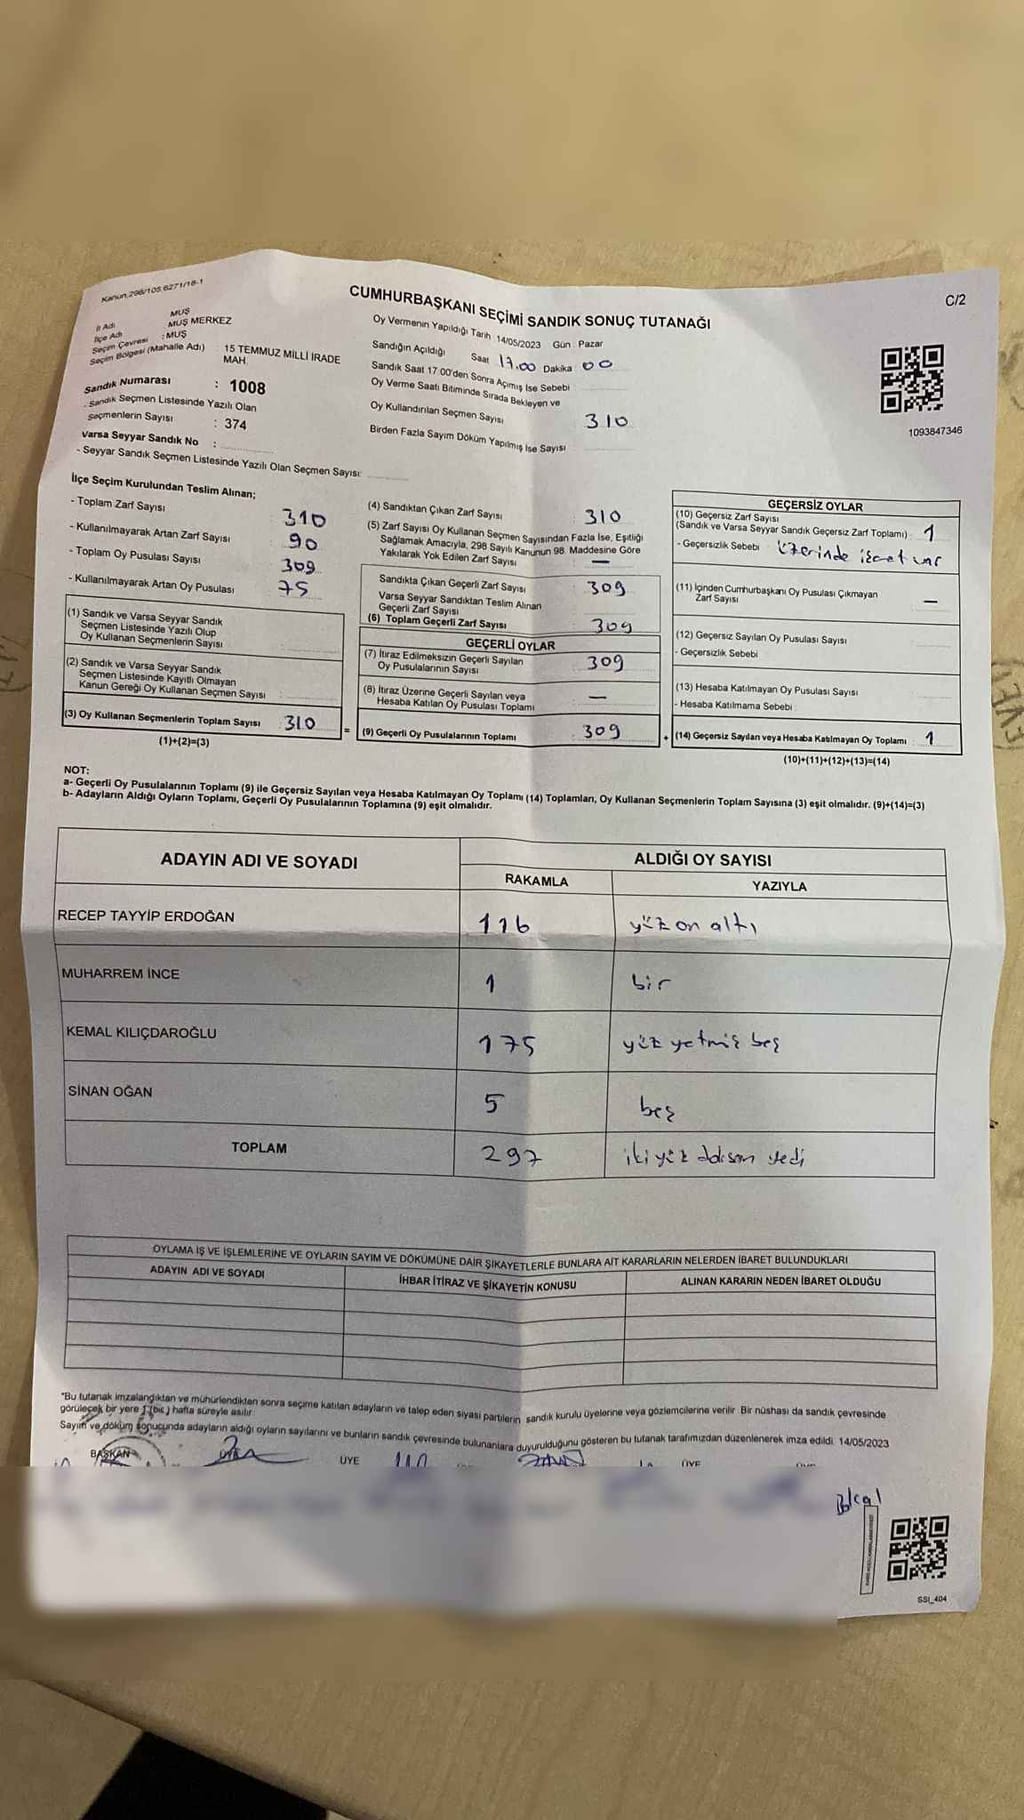 Kanun:298/105.6271/16-1
C/2
CUMHURBAŞKANI SEÇİMİ SANDIK SONUÇ TUTANAĞI
İl Adı MUŞ
İlçe Adı MUŞ MERKEZ
Seçim Çevresi : MUŞ
Seçim Bölgesi (Mahalle Adı) 15 TEMMUZ MİLLİ İRADE MAH.
Sandık Numarası : 1008
- Sandık Seçmen Listesinde Yazılı Olan
Seçmenlerin Sayısı : 374
Varsa Seyyar Sandık No :
- Seyyar Sandık Seçmen Listesinde Yazılı Olan Seçmen Sayısı:
Oy Vermenin Yapıldığı Tarih 14/05/2023 Gün : Pazar
Sandığın Açıldığı Saat 17.00 Dakika 00
Sandık Saat 17:00'den Sonra Açmış İse Sebebi
Oy Verme Saati Bitiminde Sırada Bekleyen ve
Oy Kullandırılan Seçmen Sayısı 310
Birden Fazla Sayım Döküm Yapılmış İse Sayısı
1093847346
İlçe Seçim Kurulundan Teslim Alınan;
- Toplam Zarf Sayısı 310
- Kullanılmayarak Artan Zarf Sayısı : 90
- Toplam Oy Pusulası Sayısı : 309
- Kullanılmayarak Artan Oy Pusulası 75
(1) Sandık ve Varsa Seyyar Sandık
Seçmen Listesinde Yazılı Olup
Oy Kullanan Seçmenlerin Sayısı :
(2) Sandık ve Varsa Seyyar Sandık
Seçmen Listesinde Kayıtlı Olmayan
Kanun Gereği Oy Kullanan Seçmen Sayısı :
(3) Oy Kullanan Seçmenlerin Toplam Sayısı : 310
(1)+(2)=(3)
(4) Sandıktan Çıkan Zarf Sayısı : 310
(5) Zarf Sayısı Oy Kullanan Seçmen Sayısından Fazla İse, Eşitliği
Sağlamak Amacıyla, 298 Sayılı Kanunun 98. Maddesine Göre
Yakılarak Yok Edilen Zarf Sayısı : —
Sandıkta Çıkan Geçerli Zarf Sayısı : 309
Varsa Seyyar Sandıktan Teslim Alınan
Geçerli Zarf Sayısı :
(6) Toplam Geçerli Zarf Sayısı : 309
GEÇERLİ OYLAR
(7) İtiraz Edilmeksizin Geçerli Sayılan
Oy Pusulalarının Sayısı : 309
(8) İtiraz Üzerine Geçerli Sayılan veya
Hesaba Katılan Oy Pusulası Toplamı : —
= (9) Geçerli Oy Pusulalarının Toplamı : 309
GEÇERSİZ OYLAR
(10) Geçersiz Zarf Sayısı
(Sandık ve Varsa Seyyar Sandık Geçersiz Zarf Toplamı) : 1
- Geçersizlik Sebebi üzerinde işaret var
(11) İçinden Cumhurbaşkanı Oy Pusulası Çıkmayan
Zarf Sayısı —
(12) Geçersiz Sayılan Oy Pusulası Sayısı
- Geçersizlik Sebebi
(13) Hesaba Katılmayan Oy Pusulası Sayısı
- Hesaba Katılmama Sebebi
+ (14) Geçersiz Sayılan veya Hesaba Katılmayan Oy Toplamı : 1
(10)+(11)+(12)+(13)=(14)
NOT:
a- Geçerli Oy Pusulalarının Toplamı (9) ile Geçersiz Sayılan veya Hesaba Katılmayan Oy Toplamı (14) Toplamları, Oy Kullanan Seçmenlerin Toplam Sayısına (3) eşit olmalıdır. (9)+(14)=(3)
b- Adayların Aldığı Oyların Toplamı, Geçerli Oy Pusulalarının Toplamına (9) eşit olmalıdır.
ADAYIN ADI VE SOYADI
ALDIĞI OY SAYISI
RAKAMLA YAZIYLA
RECEP TAYYİP ERDOĞAN 116 yüz on altı
MUHARREM İNCE 1 bir
KEMAL KILIÇDAROĞLU 175 yüz yetmiş beş
SİNAN OĞAN 5 beş
TOPLAM 297 iki yüz yedi
OYLAMA İŞ VE İŞLEMLERİNE VE OYLARIN SAYIM VE DÖKÜMÜNE DAİR ŞİKAYETLERLE BUNLARA AİT KARARLARIN NELERDEN İBARET BULUNDUKLARI
ADAYIN ADI VE SOYADI İHBAR İTİRAZ VE ŞİKAYETİN KONUSU ALINAN KARARIN NEDEN İBARET OLDUĞU
*Bu tutanak imzalandıktan ve mühürlendikten sonra seçime katılan adayların ve talep eden siyasi partilerin sandık kurulu üyelerine veya gözlemcilerine verilir. Bir nüshası da sandık çevresinde
görülecek bir yere 1 (bir) hafta süreyle asılır.
Sayım ve döküm sonucunda adayların aldığı oyların sayılarını ve bunların sandık çevresinde bulunanlara duyurulduğunu gösteren bu tutanak tarafımızdan düzenlenerek imza edildi. 14/05/2023
BAŞKAN ÜYE ÜYE ÜYE
SSI_404